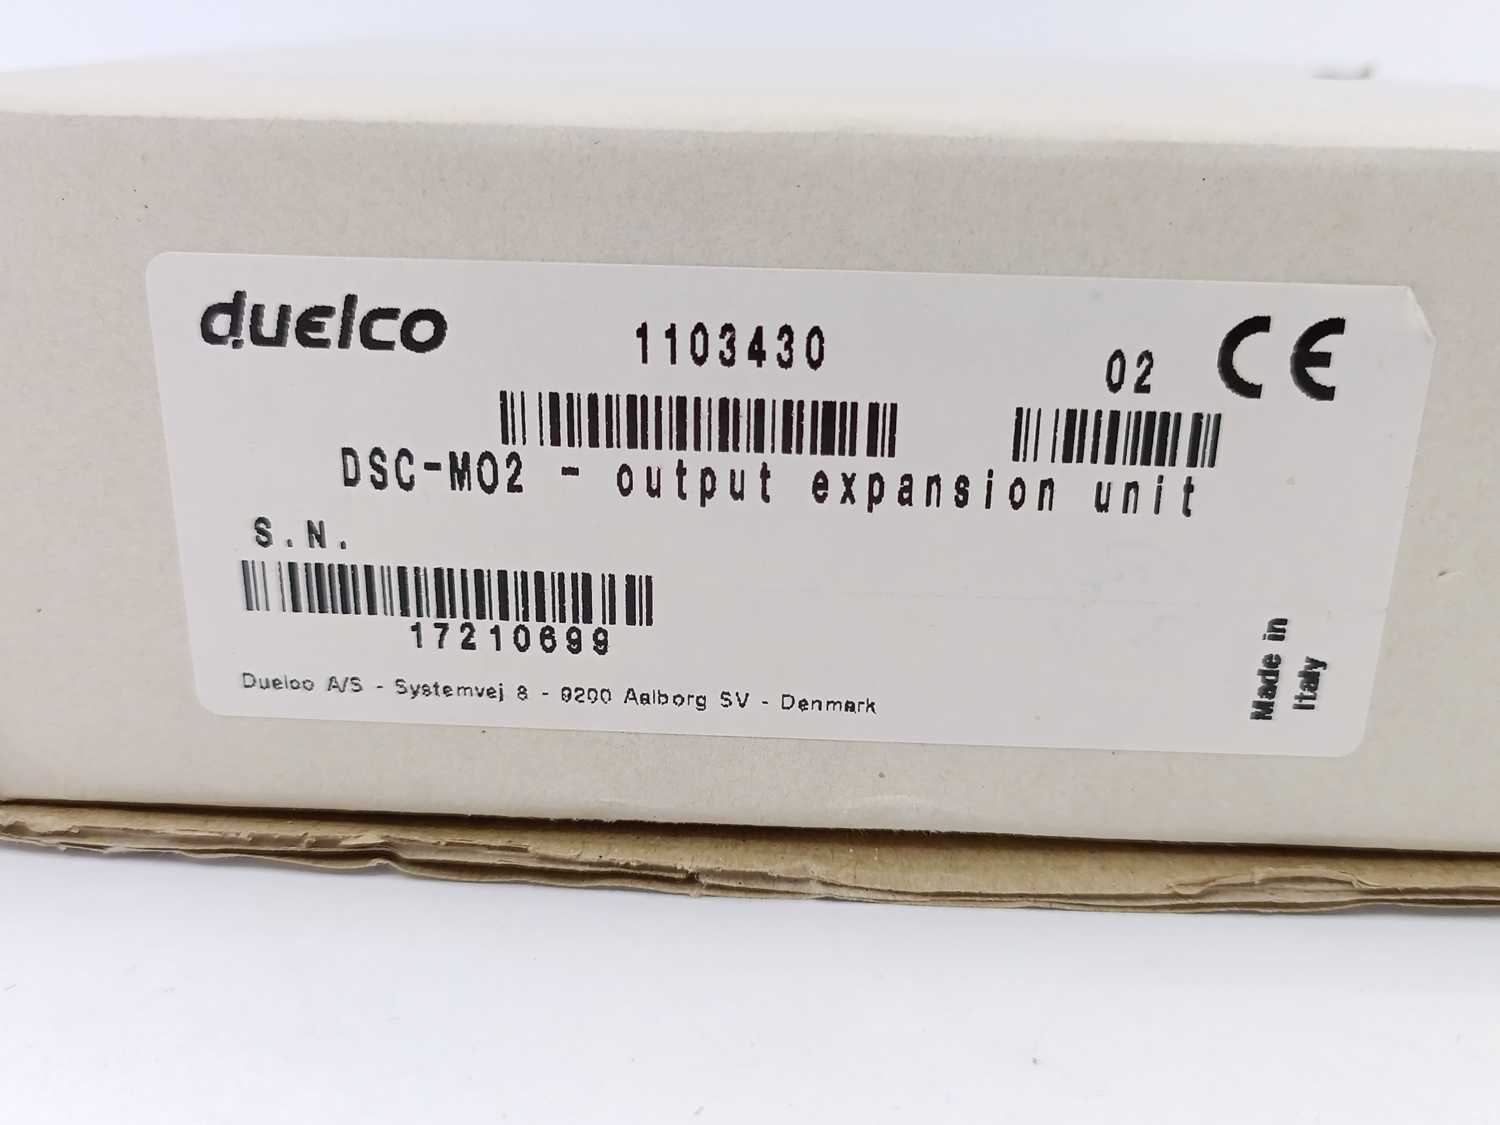 duelco
1103430
02
CE
DSC-MO2 - output expansion unit
S.N.
17210699
Duelco A/S - Systemvej 8 - 9200 Aalborg SV - Denmark
Made in
Italy